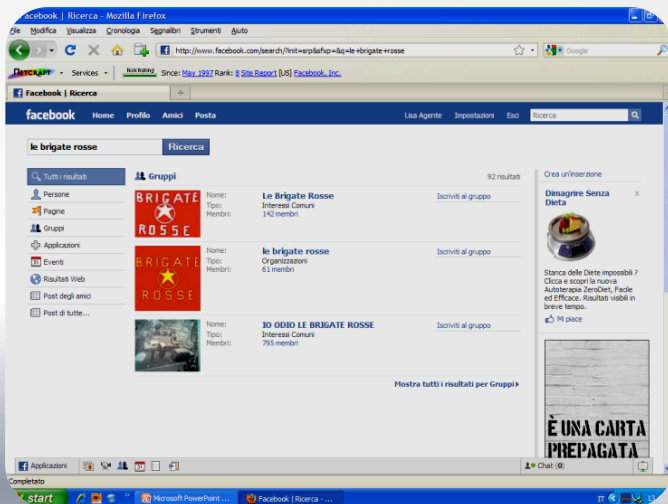 Facebook | Ricerca - Mozilla Firefox
File Modifica Visualizza Cronologia Segnalibri Strumenti Aiuto
http://www.facebook.com/search/?init=srp&sfxp=&q=le+brigate+rosse
Google
NETCRAFT Services Risk Rating Since: May 1997 Rank: 8 Site Report [US] Facebook, Inc.
Facebook | Ricerca
facebook Home Profilo Amici Posta Lisa Agente Impostazioni Esci Ricerca
le brigate rosse Ricerca
Tutti i risultati
Persone
Pagine
Gruppi
Applicazioni
Eventi
Risultati Web
Post degli amici
Post di tutte...
Gruppi 92 risultati
BRIGATE
ROSSE
Nome: Le Brigate Rosse Iscriviti al gruppo
Tipo: Interessi Comuni
Membri: 142 membri
BRIGATE
ROSSE
Nome: le brigate rosse Iscriviti al gruppo
Tipo: Organizzazioni
Membri: 61 membri
Nome: IO ODIO LE BRIGATE ROSSE Iscriviti al gruppo
Tipo: Interessi Comuni
Membri: 795 membri
Mostra tutti i risultati per Gruppi
Crea un'inserzione
Dimagrire Senza
Dieta
Stanca delle Diete impossibili ?
Clicca e scopri la nuova
Autoterapia ZeroDiet, Facile
ed Efficace. Risultati visibili in
breve tempo.
Mi piace
È UNA CARTA
PREPAGATA
Applicazioni Chat (0)
Completato
start Microsoft PowerPoint ... Facebook | Ricerca - ... IT